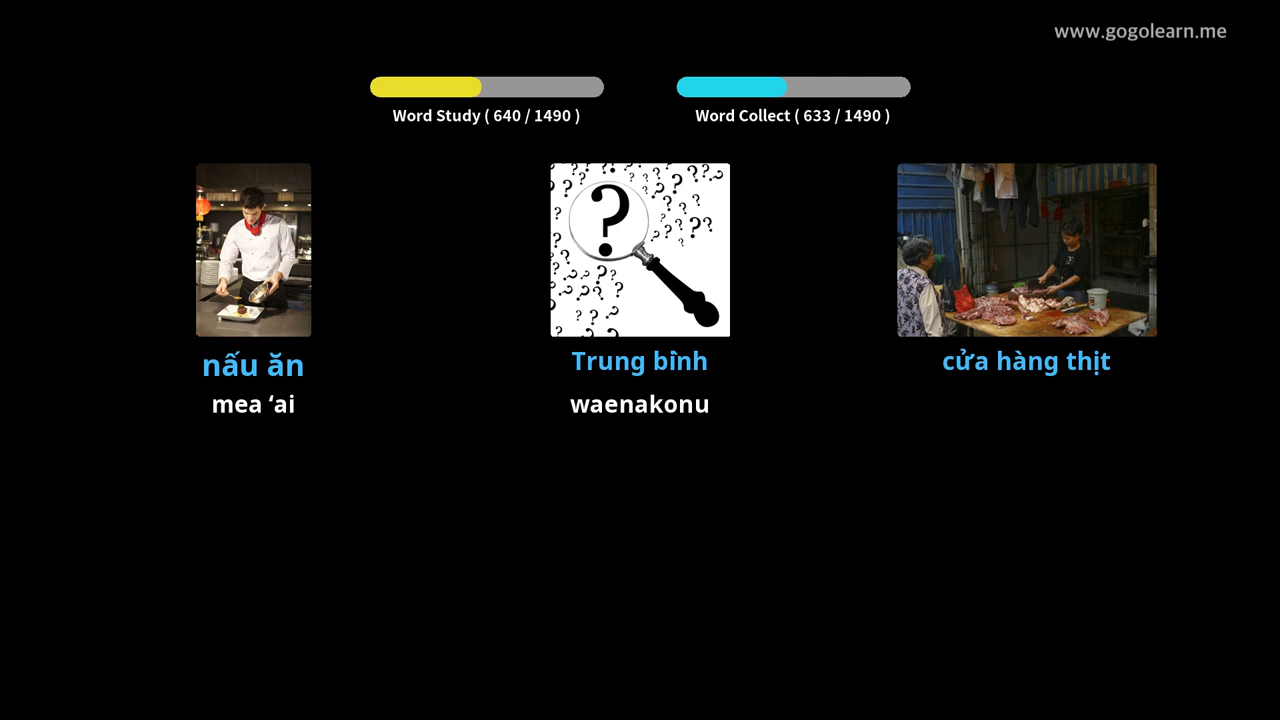 www.gogolearn.me
Word Study ( 640 / 1490 )
Word Collect ( 633 / 1490 )
nấu ăn
Trung bình
cửa hàng thịt
mea ‘ai
waenakonu